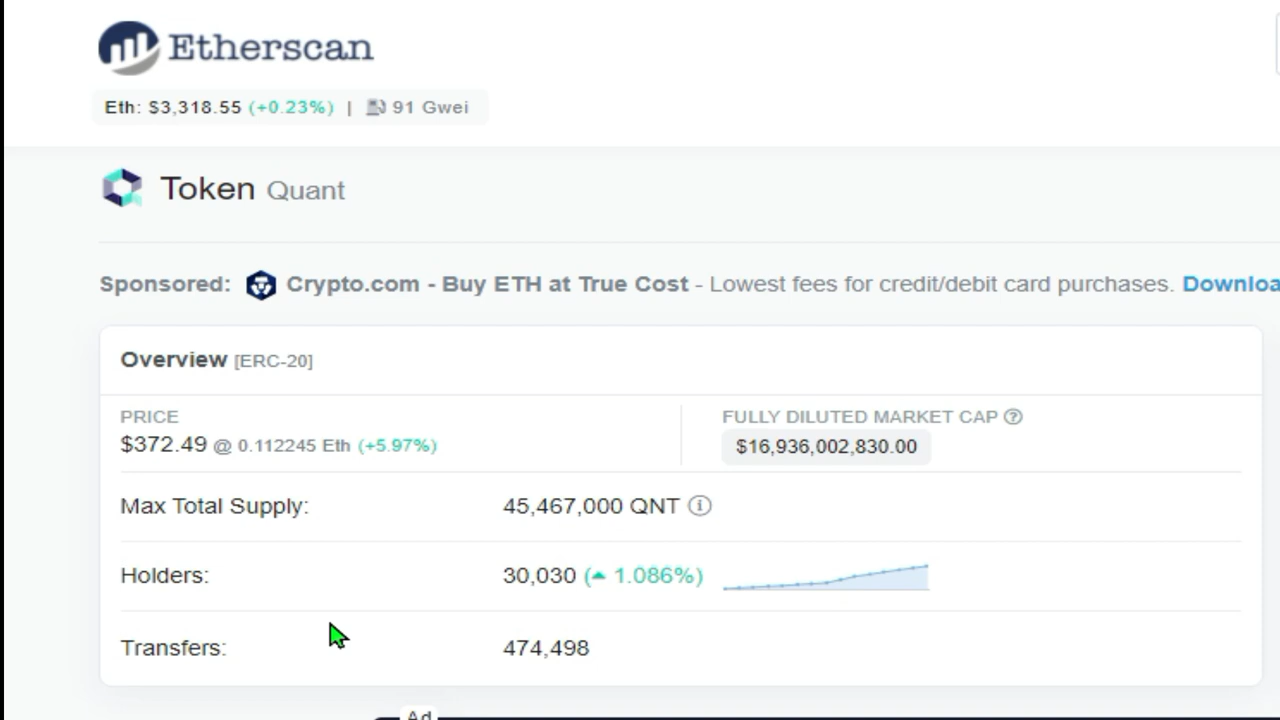 Etherscan
Eth: $3,318.55 (+0.23%) | 91 Gwei
Token Quant
Sponsored: Crypto.com - Buy ETH at True Cost - Lowest fees for credit/debit card purchases. Downloa
Overview [ERC-20]
PRICE
$372.49 @ 0.112245 Eth (+5.97%)
FULLY DILUTED MARKET CAP
$16,936,002,830.00
Max Total Supply: 45,467,000 QNT
Holders: 30,030 (▲ 1.086%)
Transfers: 474,498
Ad